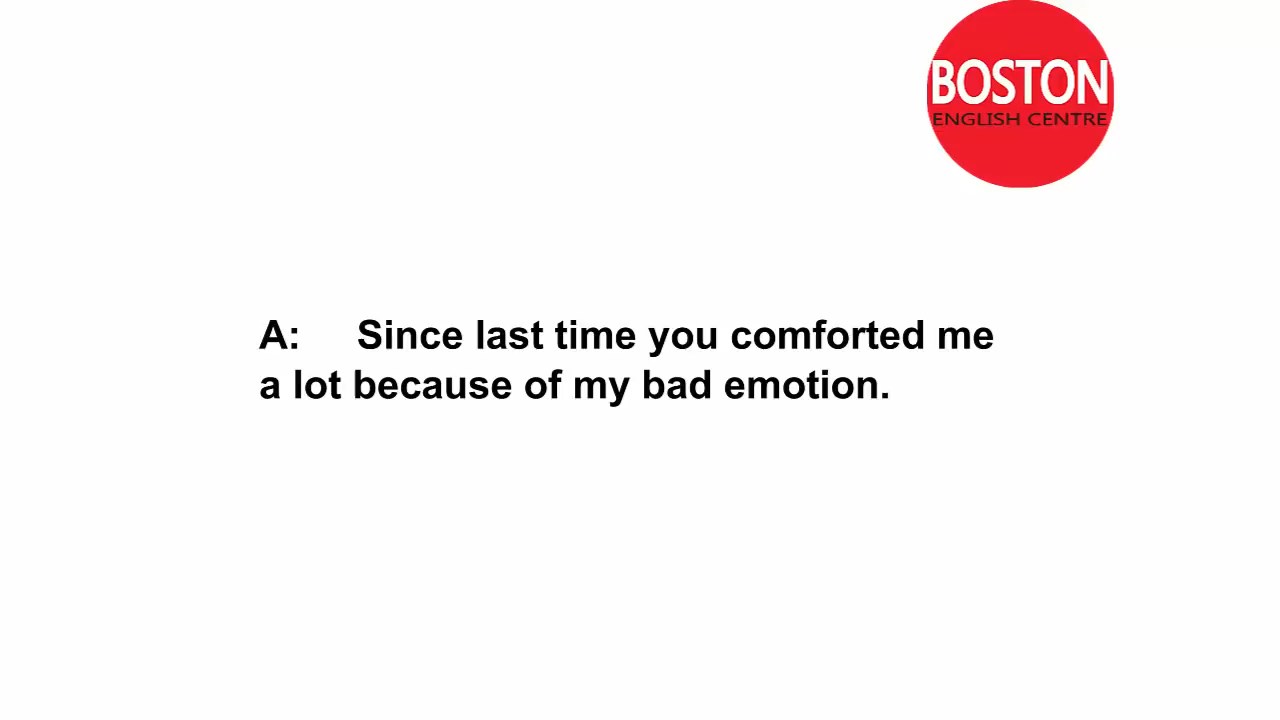 BOSTON
ENGLISH CENTRE
A: Since last time you comforted me
a lot because of my bad emotion.